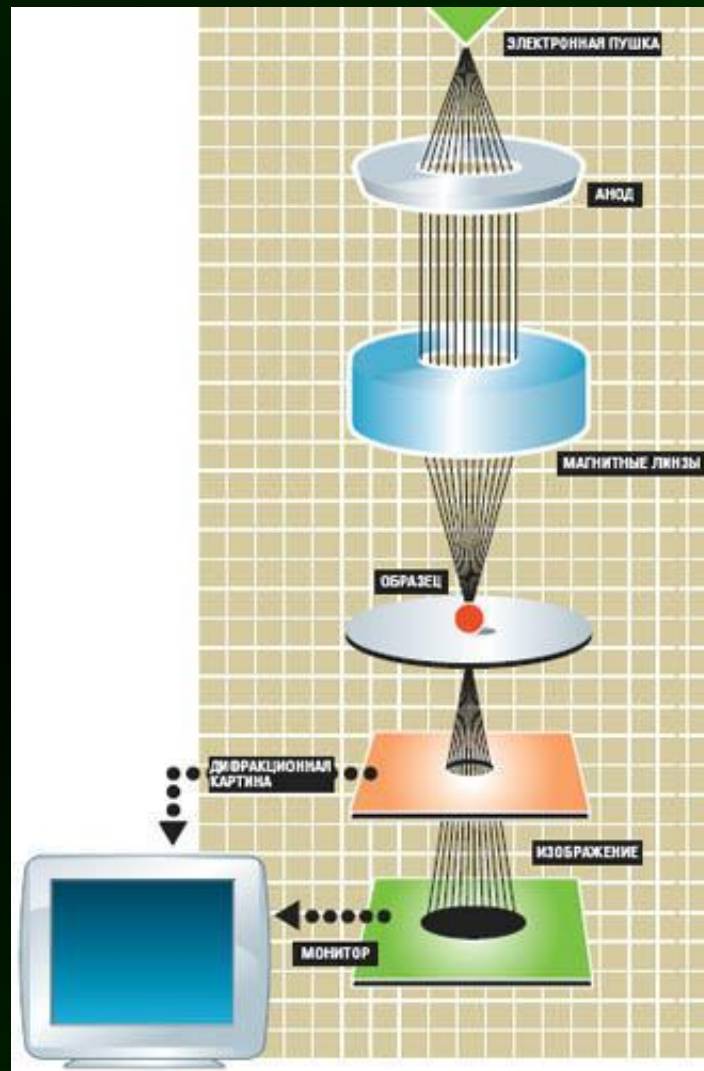 ЭЛЕКТРОННАЯ ПУШКА
АНОД
МАГНИТНЫЕ ЛИНЗЫ
ОБРАЗЕЦ
ДИФРАКЦИОННАЯ
КАРТИНА
ИЗОБРАЖЕНИЕ
МОНИТОР